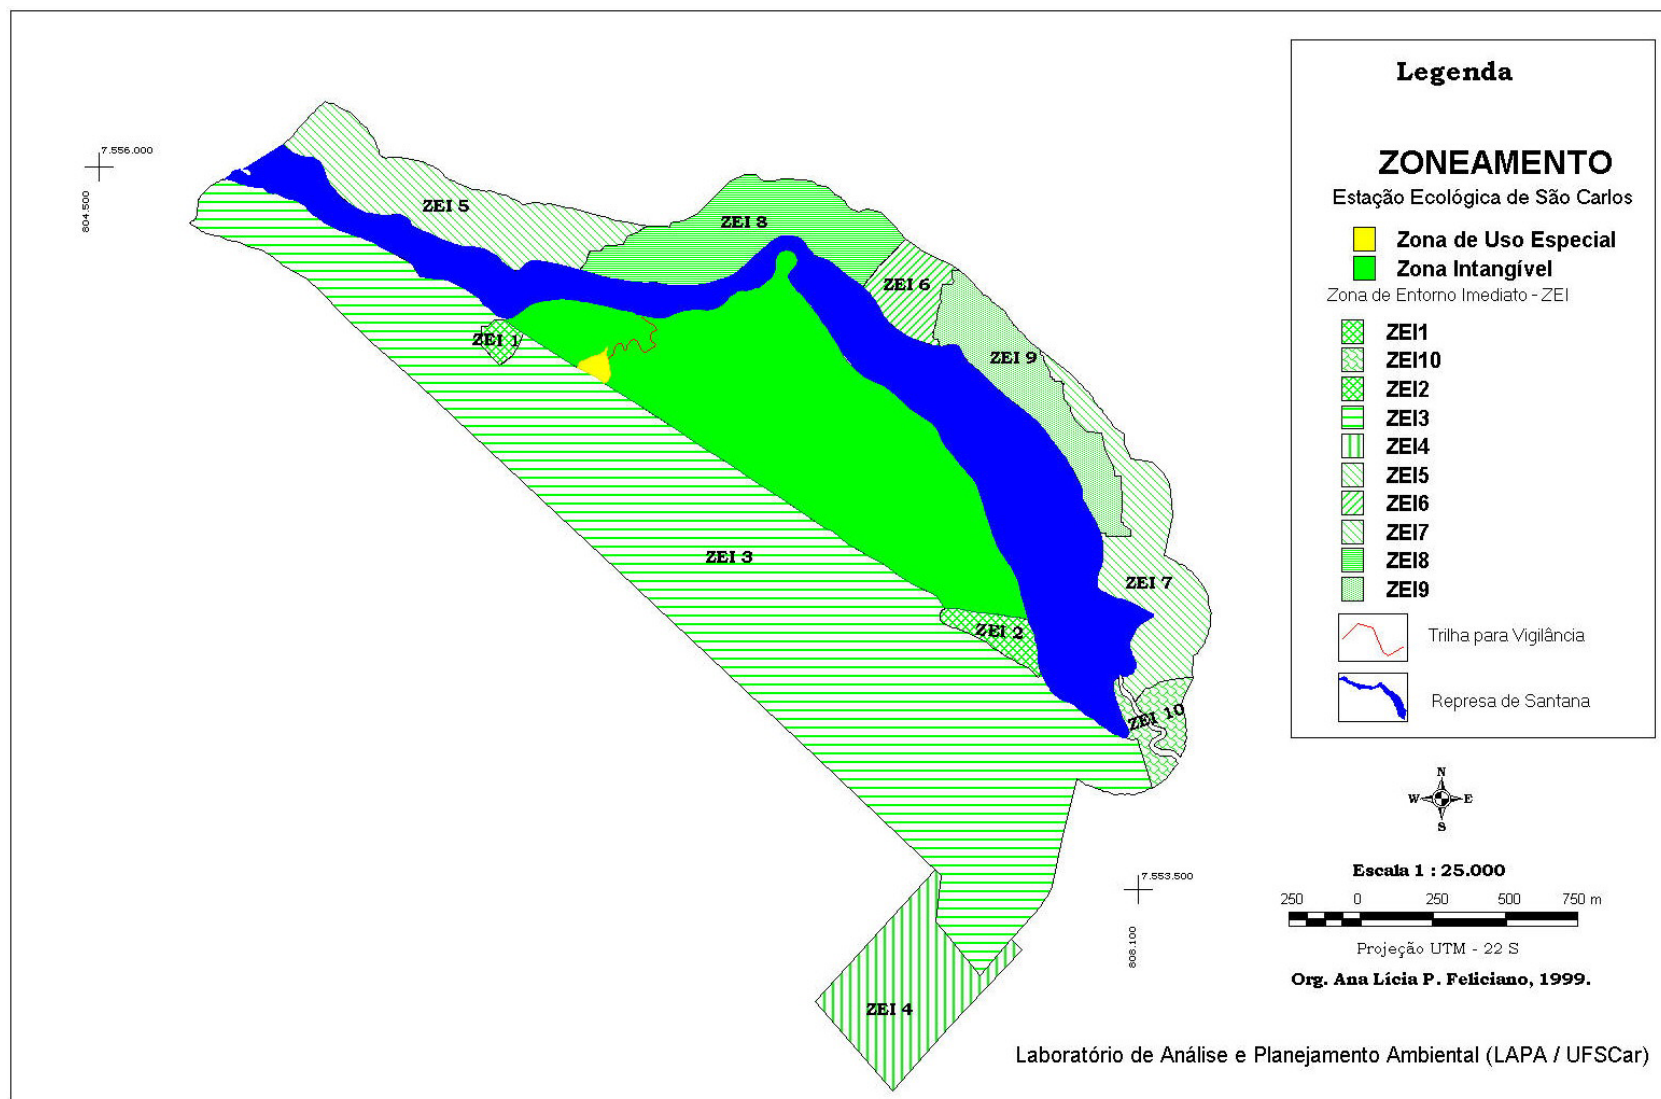 Legenda
ZONEAMENTO
Estação Ecológica de São Carlos
Zona de Uso Especial
Zona Intangível
Zona de Entorno Imediato - ZEI
ZEI1
ZEI10
ZEI2
ZEI3
ZEI4
ZEI5
ZEI6
ZEI7
ZEI8
ZEI9
Trilha para Vigilância
Represa de Santana
7.556.000
804.500
ZEI 5
ZEI 8
ZEI 6
ZEI 1
ZEI 9
ZEI 3
ZEI 7
ZEI 2
ZEI 10
ZEI 4
7.553.500
808.100
N
W E
S
Escala 1 : 25.000
250 0 250 500 750 m
Projeção UTM - 22 S
Org. Ana Lícia P. Feliciano, 1999.
Laboratório de Análise e Planejamento Ambiental (LAPA / UFSCar)